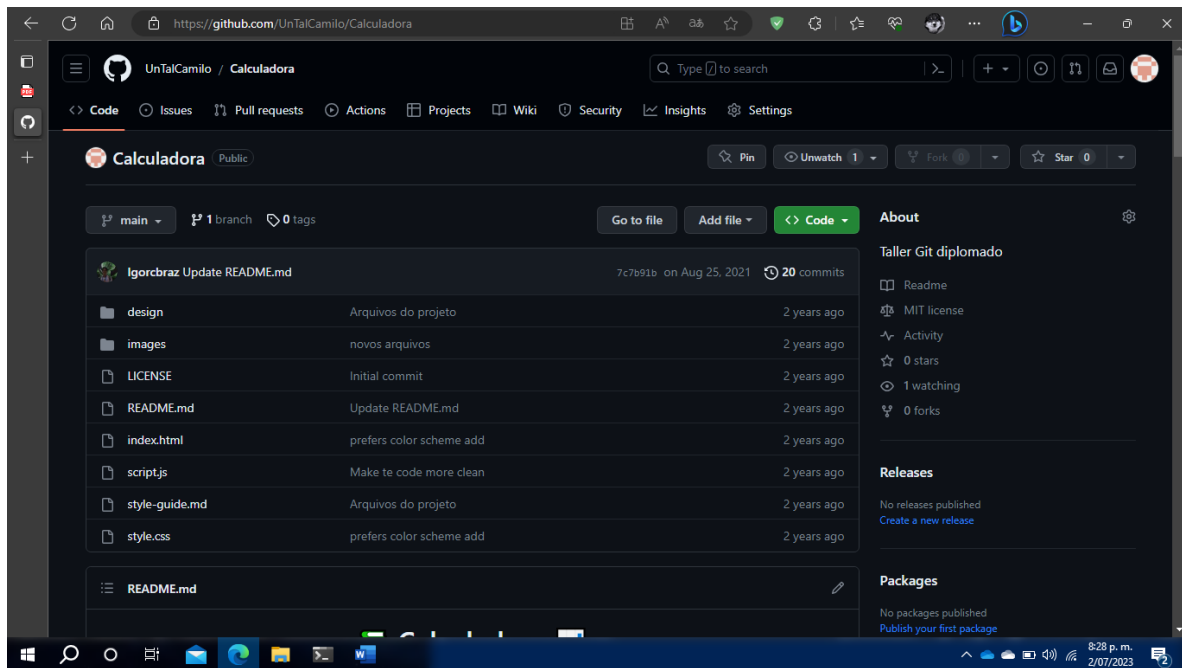 https://github.com/UnTalCamilo/Calculadora
UnTalCamilo / Calculadora
Type / to search
Code Issues Pull requests Actions Projects Wiki Security Insights Settings
Calculadora Public
Pin Unwatch 1 Fork 0 Star 0
main 1 branch 0 tags
Go to file Add file Code
Igorcbraz Update README.md 7c7b91b on Aug 25, 2021 20 commits
design Arquivos do projeto 2 years ago
images novos arquivos 2 years ago
LICENSE Initial commit 2 years ago
README.md Update README.md 2 years ago
index.html prefers color scheme add 2 years ago
script.js Make te code more clean 2 years ago
style-guide.md Arquivos do projeto 2 years ago
style.css prefers color scheme add 2 years ago
README.md
About
Taller Git diplomado
Readme
MIT license
Activity
0 stars
1 watching
0 forks
Releases
No releases published
Create a new release
Packages
No packages published
Publish your first package
8:28 p. m.
2/07/2023
2